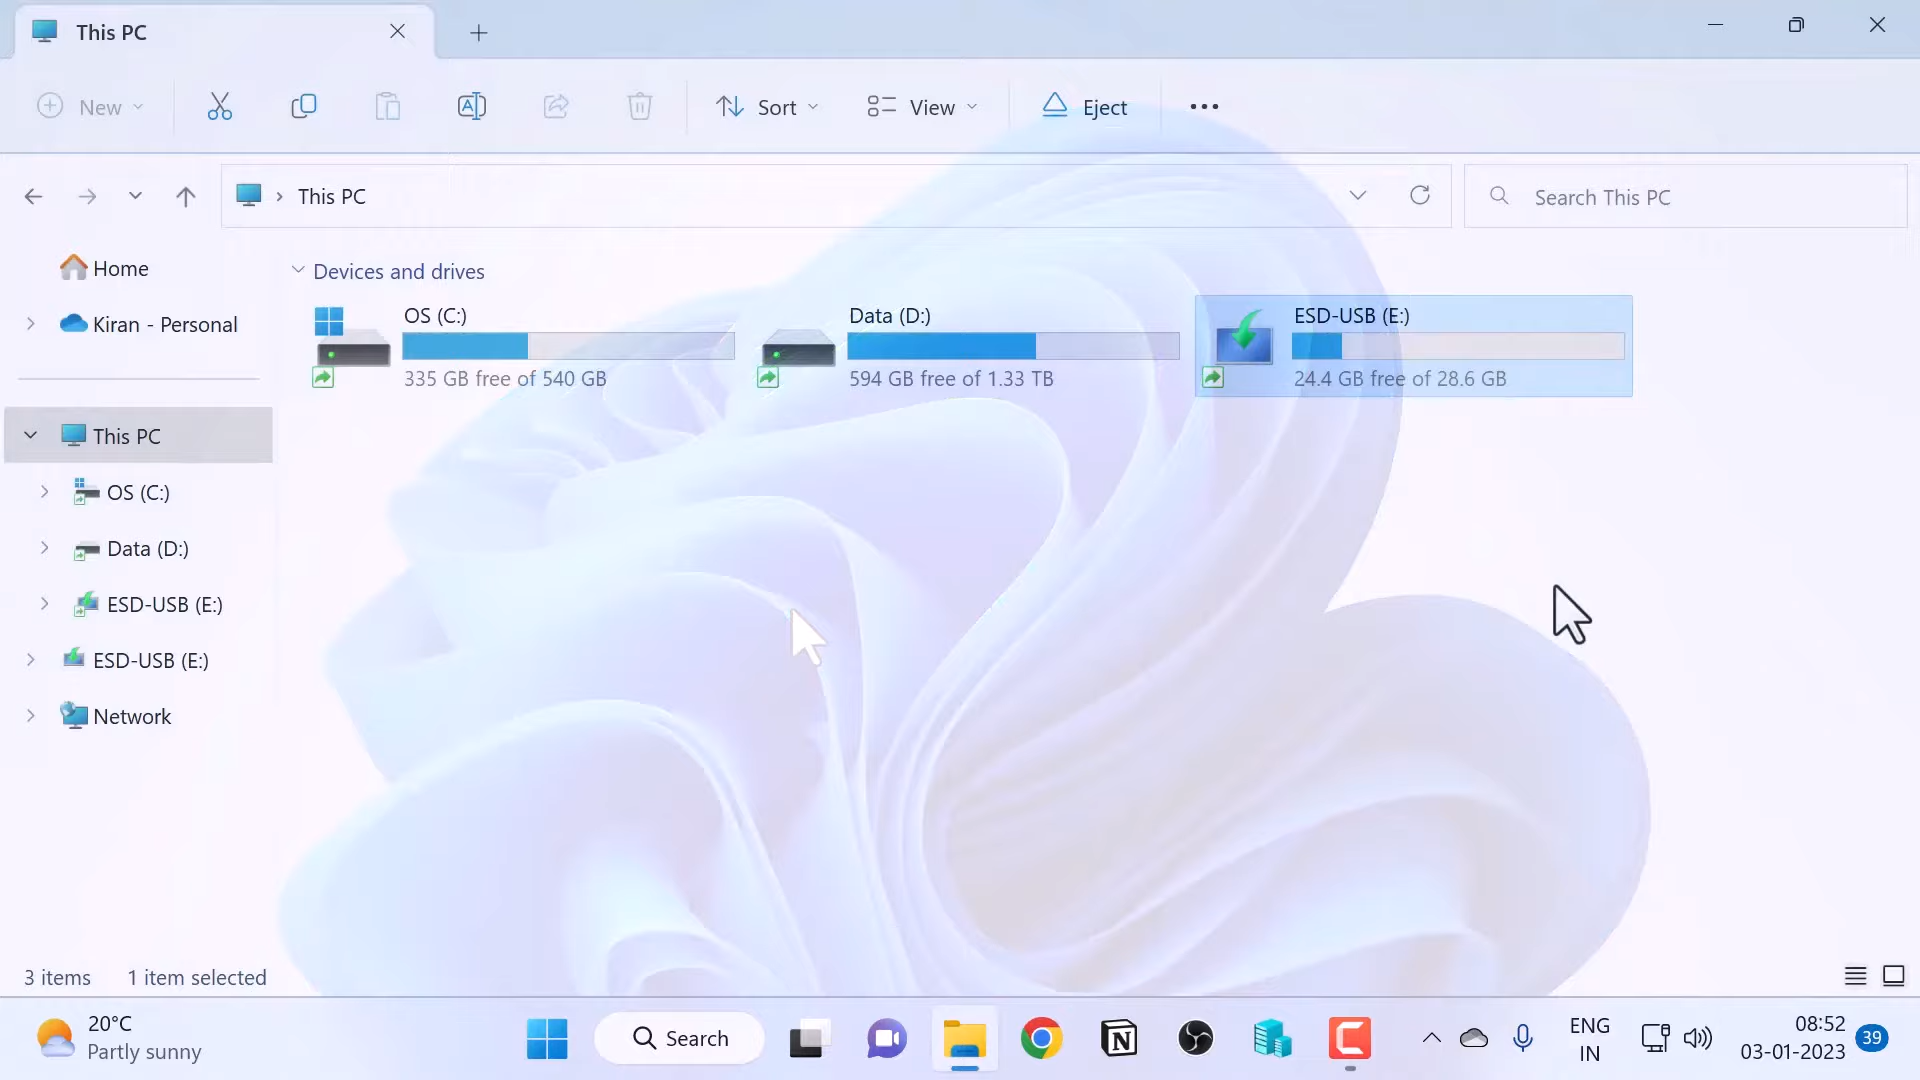 This PC
New
Sort
View
Eject
This PC
Search This PC
Home
Kiran - Personal
This PC
OS (C:)
Data (D:)
ESD-USB (E:)
ESD-USB (E:)
Network
Devices and drives
OS (C:)
335 GB free of 540 GB
Data (D:)
594 GB free of 1.33 TB
ESD-USB (E:)
24.4 GB free of 28.6 GB
3 items
1 item selected
20°C
Partly sunny
Search
ENG
IN
08:52
03-01-2023
39